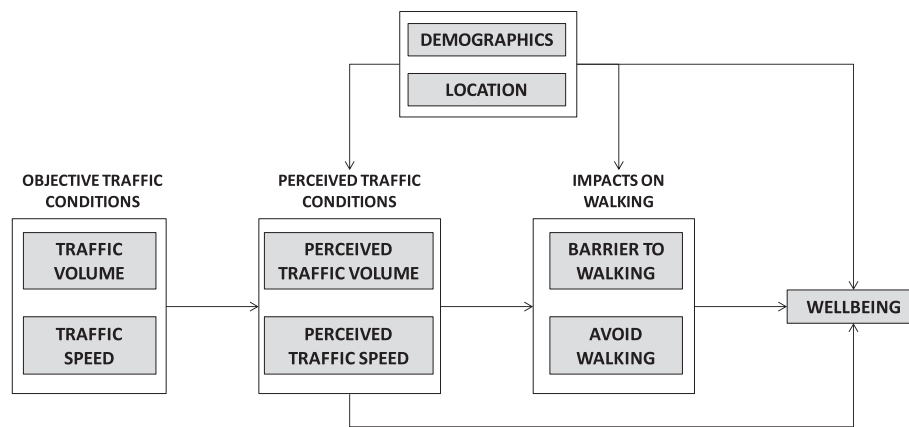 DEMOGRAPHICS
LOCATION
OBJECTIVE TRAFFIC
CONDITIONS
TRAFFIC
VOLUME
TRAFFIC
SPEED
PERCEIVED TRAFFIC
CONDITIONS
PERCEIVED
TRAFFIC VOLUME
PERCEIVED
TRAFFIC SPEED
IMPACTS ON
WALKING
BARRIER TO
WALKING
AVOID
WALKING
WELLBEING